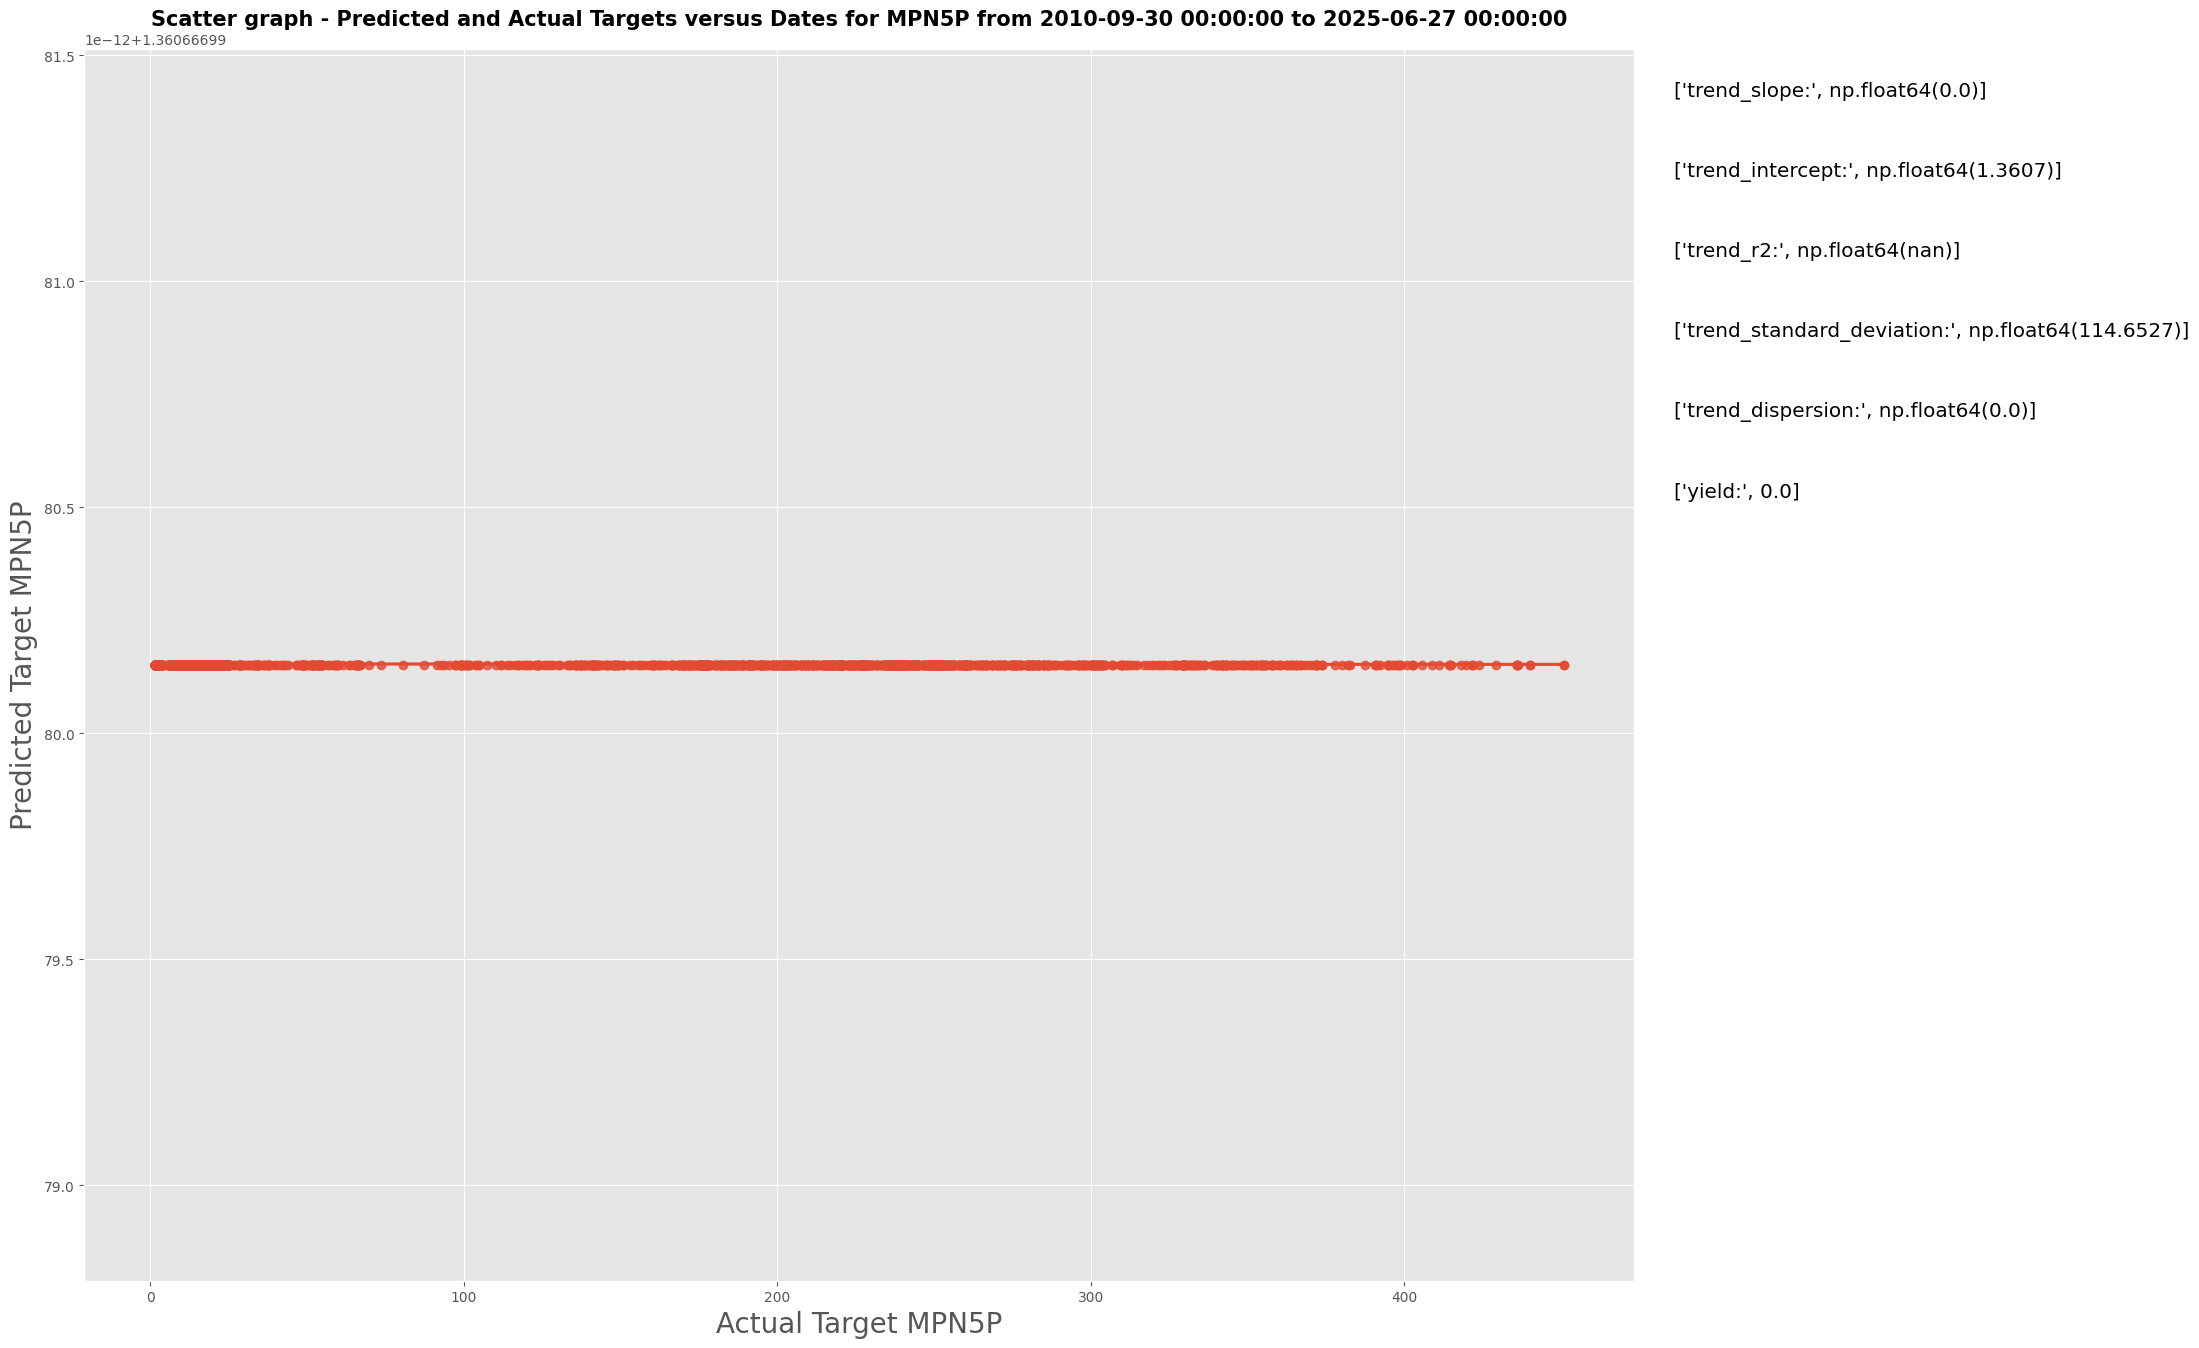 Scatter graph - Predicted and Actual Targets versus Dates for MPN5P from 2010-09-30 00:00:00 to 2025-06-27 00:00:00
1e−12+1.36066699
81.5
81.0
80.5
80.0
79.5
79.0
Predicted Target MPN5P
0
100
200
300
400
Actual Target MPN5P
['trend_slope:', np.float64(0.0)]
['trend_intercept:', np.float64(1.3607)]
['trend_r2:', np.float64(nan)]
['trend_standard_deviation:', np.float64(114.6527)]
['trend_dispersion:', np.float64(0.0)]
['yield:', 0.0]